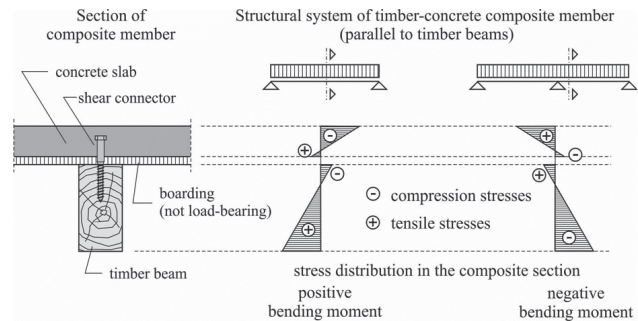 Section of
composite member
Structural system of timber-concrete composite member
(parallel to timber beams)
concrete slab
shear connector
boarding
(not load-bearing)
timber beam
⊖ compression stresses
⊕ tensile stresses
stress distribution in the composite section
positive
bending moment
negative
bending moment